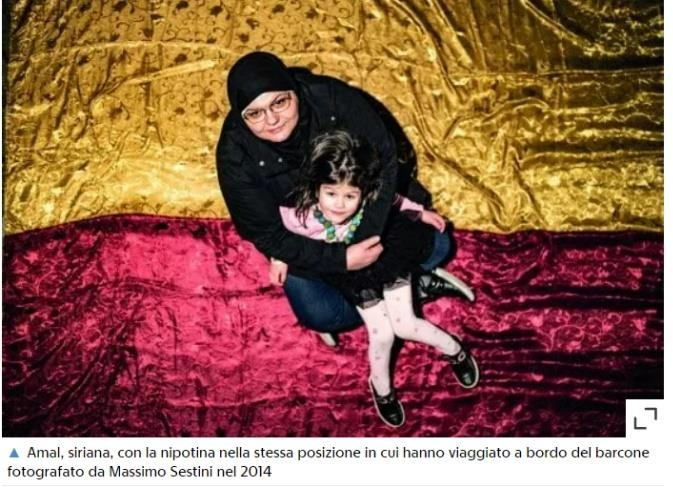 ▲ Amal, siriana, con la nipotina nella stessa posizione in cui hanno viaggiato a bordo del barcone
fotografato da Massimo Sestini nel 2014